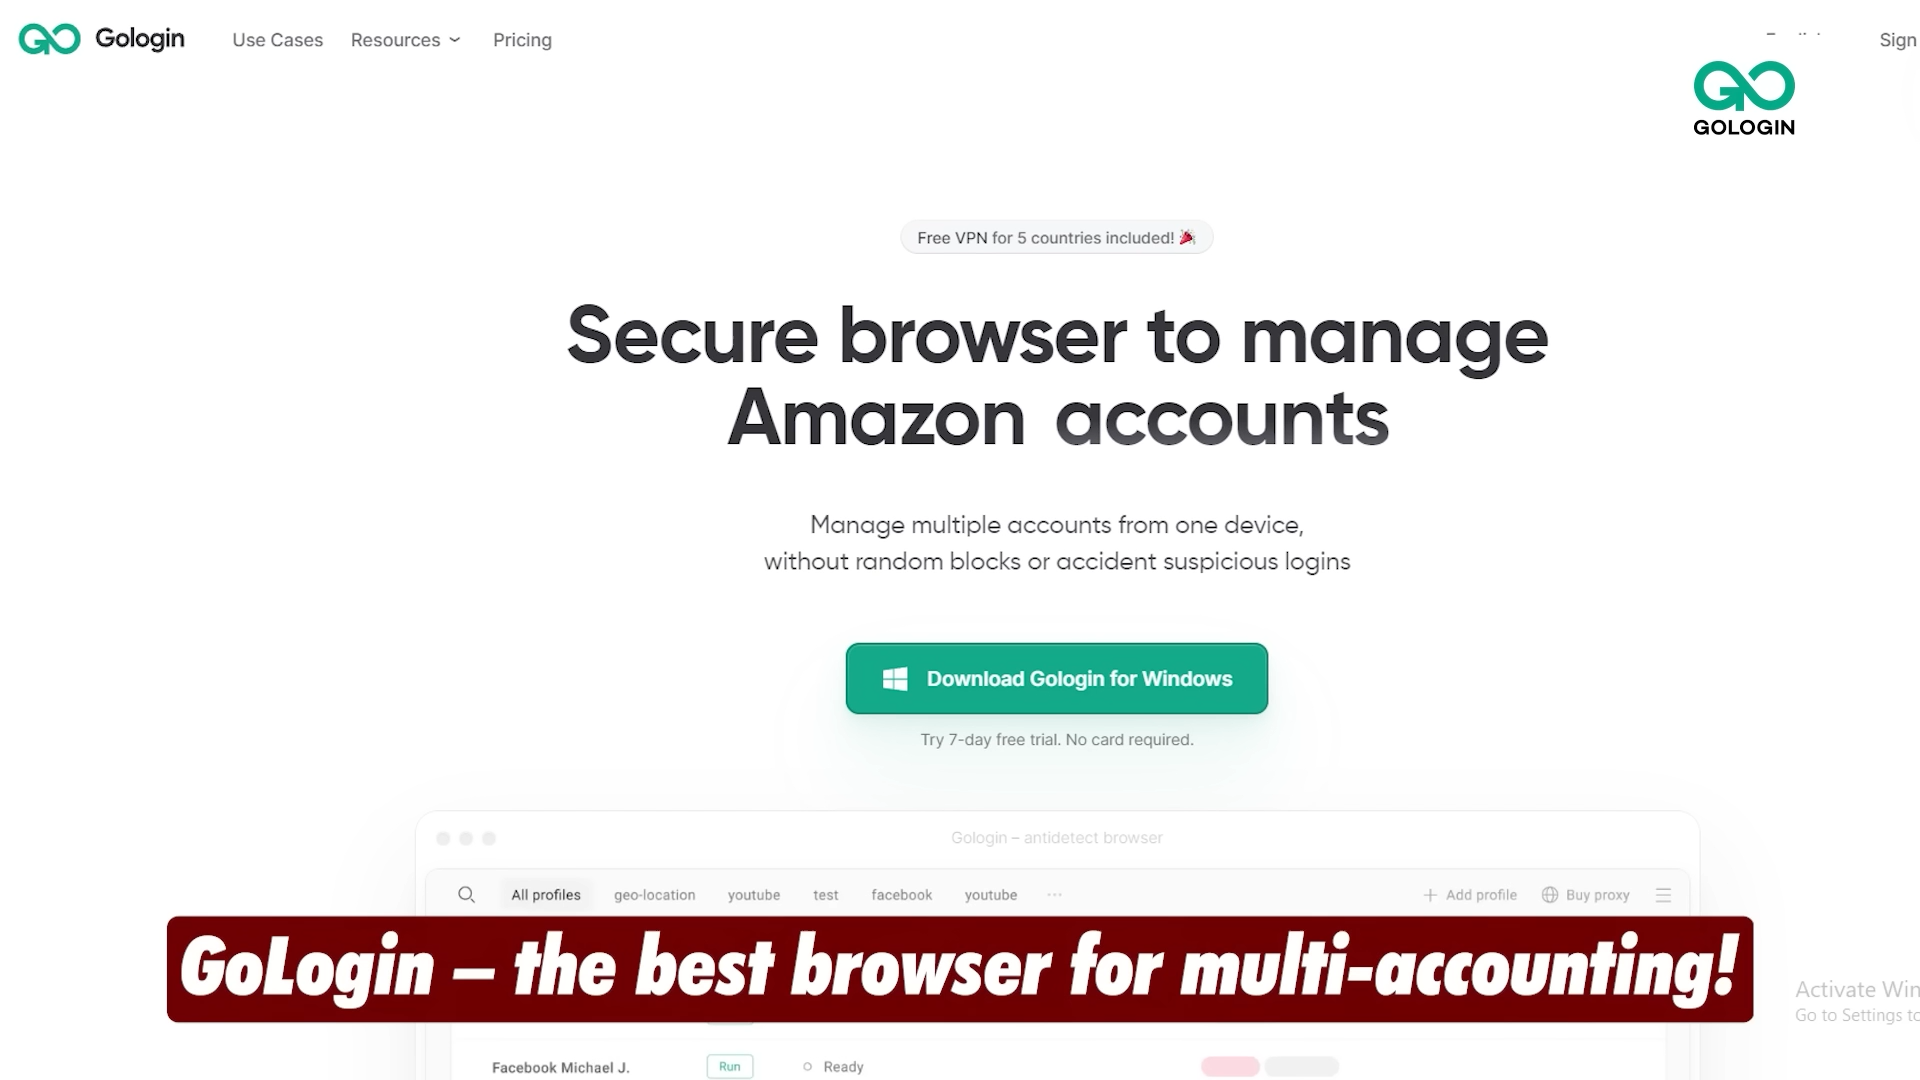 Gologin
Use Cases
Resources
Pricing
Sign
GOLOGIN
Free VPN for 5 countries included!
Secure browser to manage
Amazon accounts
Manage multiple accounts from one device,
without random blocks or accident suspicious logins
Download Gologin for Windows
Try 7-day free trial. No card required.
Gologin – antidetect browser
All profiles
geo-location
youtube
test
facebook
youtube
Add profile
Buy proxy
GoLogin – the best browser for multi-accounting!
Activate Win
Go to Settings to
Facebook Michael J.
Run
Ready